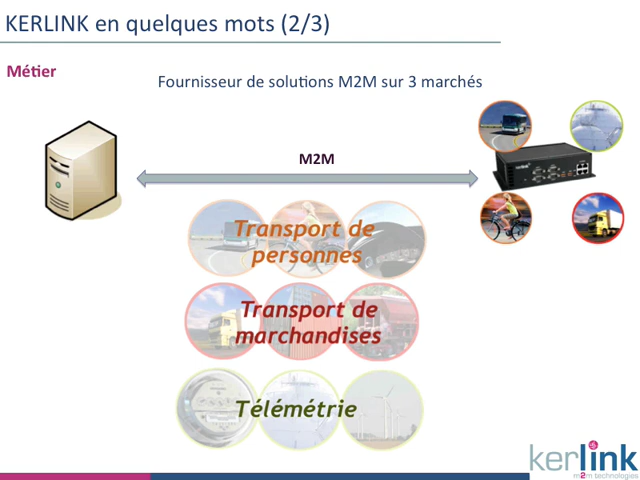 KERLINK en quelques mots (2/3)
Métier
Fournisseur de solutions M2M sur 3 marchés
M2M
Transport de
personnes
Transport de
marchandises
Télémétrie
kerlink
m2m technologies